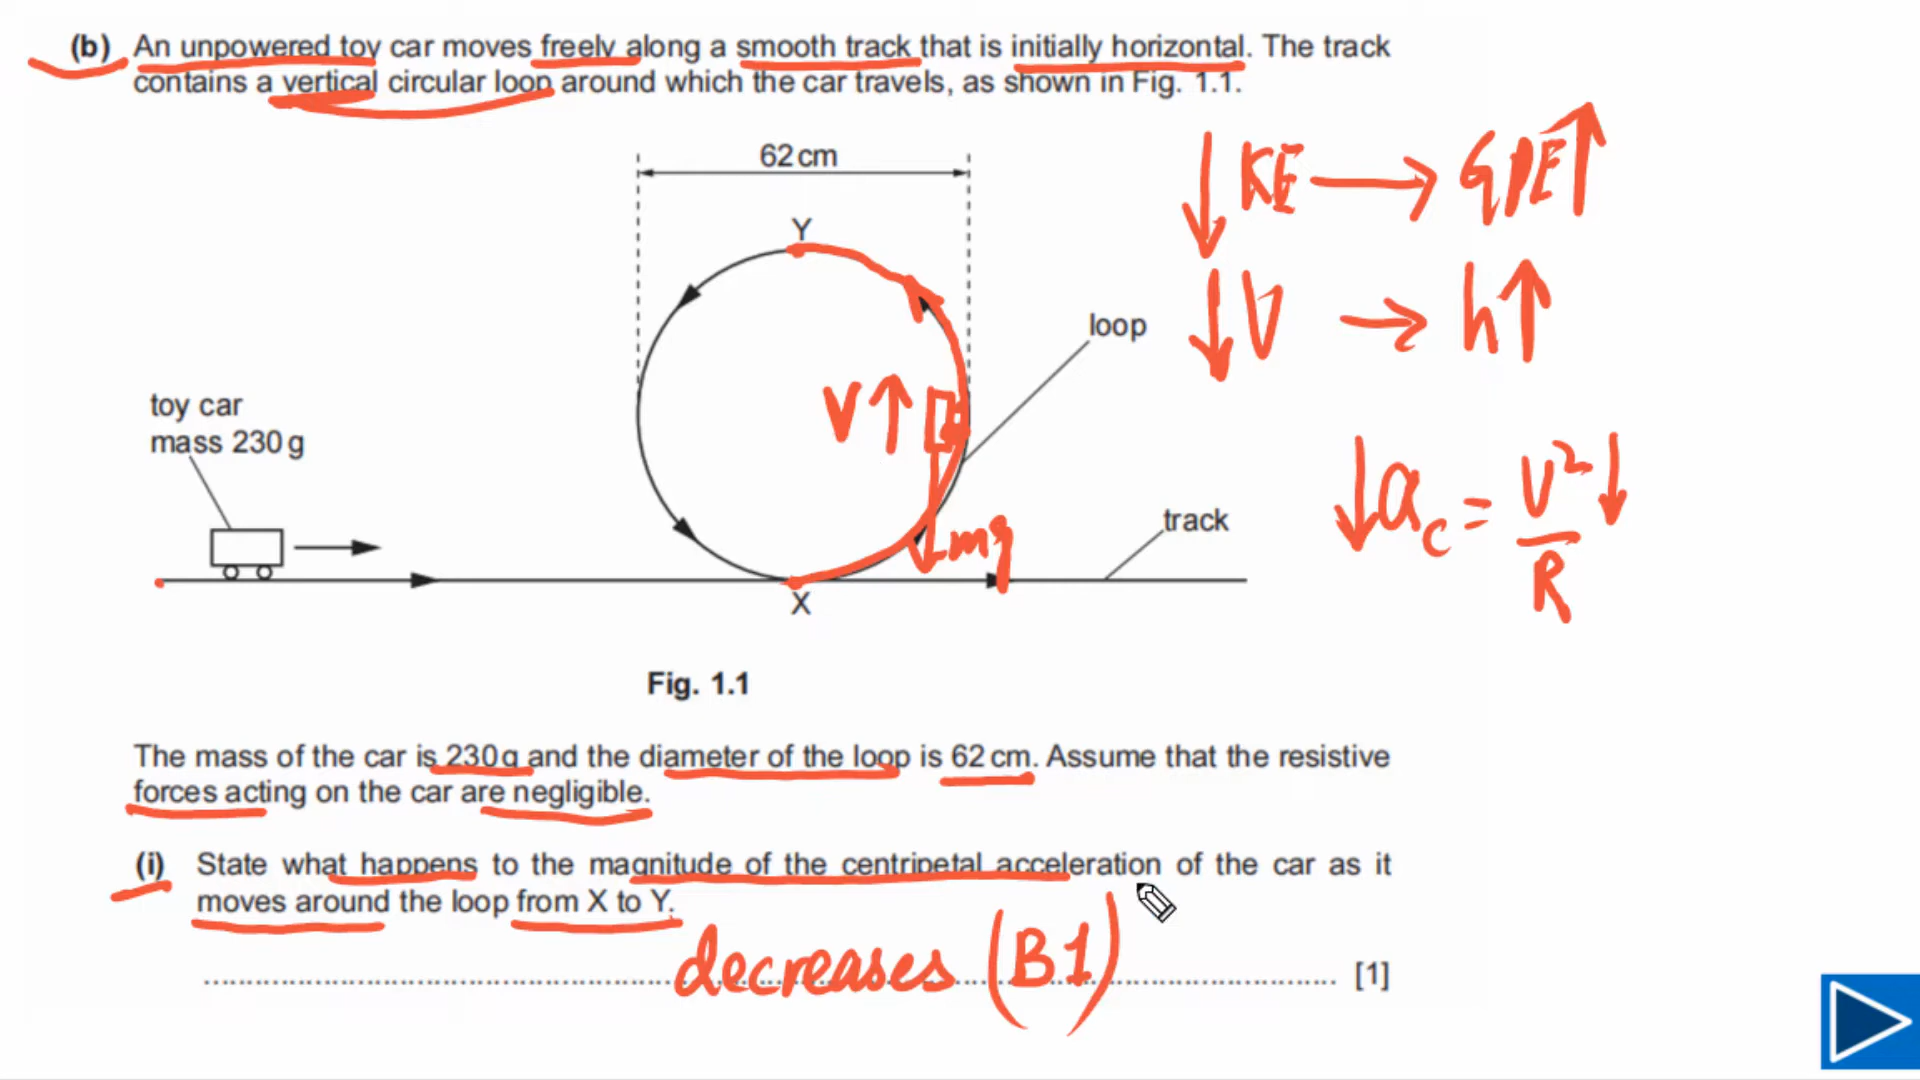 (b) An unpowered toy car moves freely along a smooth track that is initially horizontal. The track
contains a vertical circular loop around which the car travels, as shown in Fig. 1.1.
62 cm
KE → GPE↑
↓
Y
↓V → h↑
loop
V↑
toy car
mass 230 g
↓a_c = V²/R ↓
mg
track
X
Fig. 1.1
The mass of the car is 230 g and the diameter of the loop is 62 cm. Assume that the resistive
forces acting on the car are negligible.
(i) State what happens to the magnitude of the centripetal acceleration of the car as it
moves around the loop from X to Y.
decreases (B1) [1]